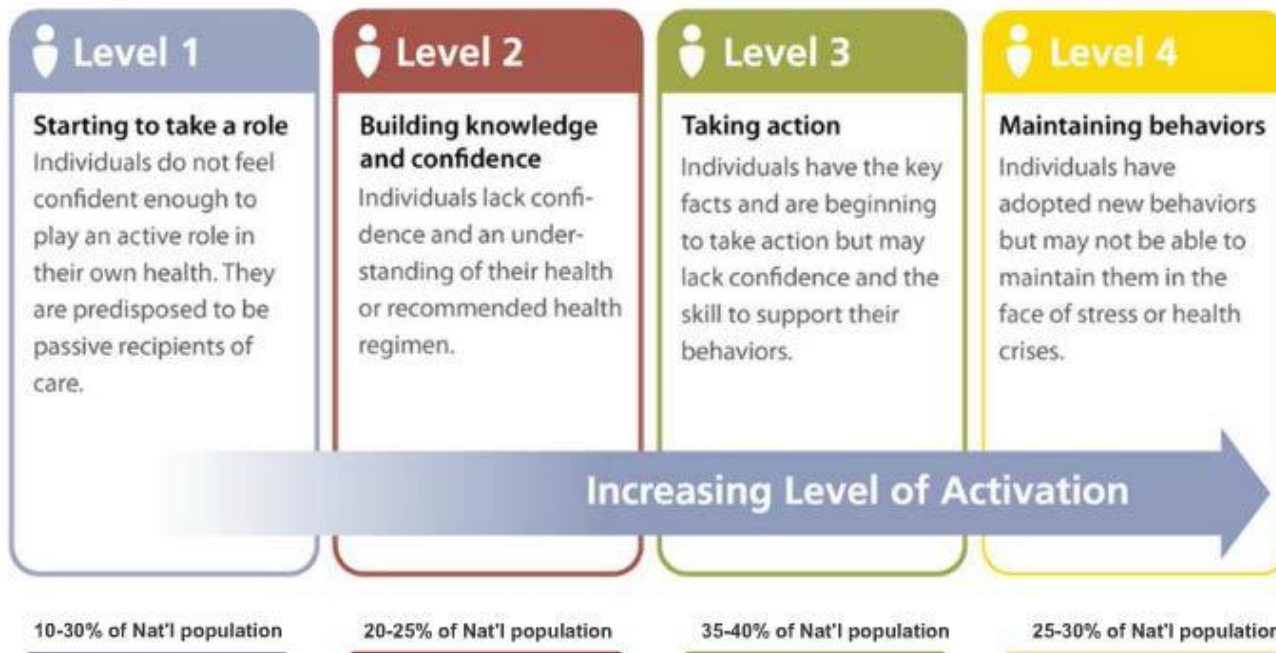 Level 1
Starting to take a role
Individuals do not feel
confident enough to
play an active role in
their own health. They
are predisposed to be
passive recipients of
care.
Level 2
Building knowledge
and confidence
Individuals lack confi-
dence and an under-
standing of their health
or recommended health
regimen.
Level 3
Taking action
Individuals have the key
facts and are beginning
to take action but may
lack confidence and the
skill to support their
behaviors.
Level 4
Maintaining behaviors
Individuals have
adopted new behaviors
but may not be able to
maintain them in the
face of stress or health
crises.
Increasing Level of Activation
10-30% of Nat'l population
20-25% of Nat'l population
35-40% of Nat'l population
25-30% of Nat'l population